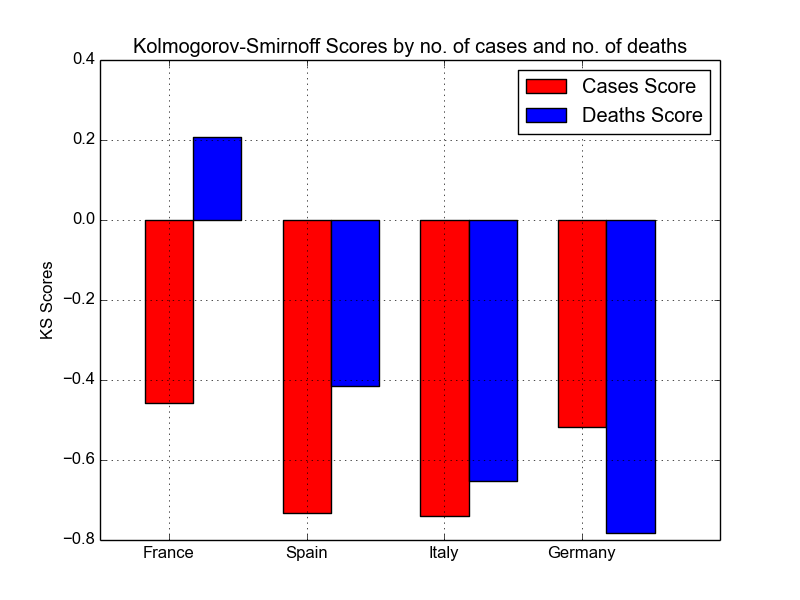 Kolmogorov-Smirnoff Scores by no. of cases and no. of deaths
Cases Score
Deaths Score
KS Scores
0.4
0.2
0.0
−0.2
−0.4
−0.6
−0.8
France
Spain
Italy
Germany